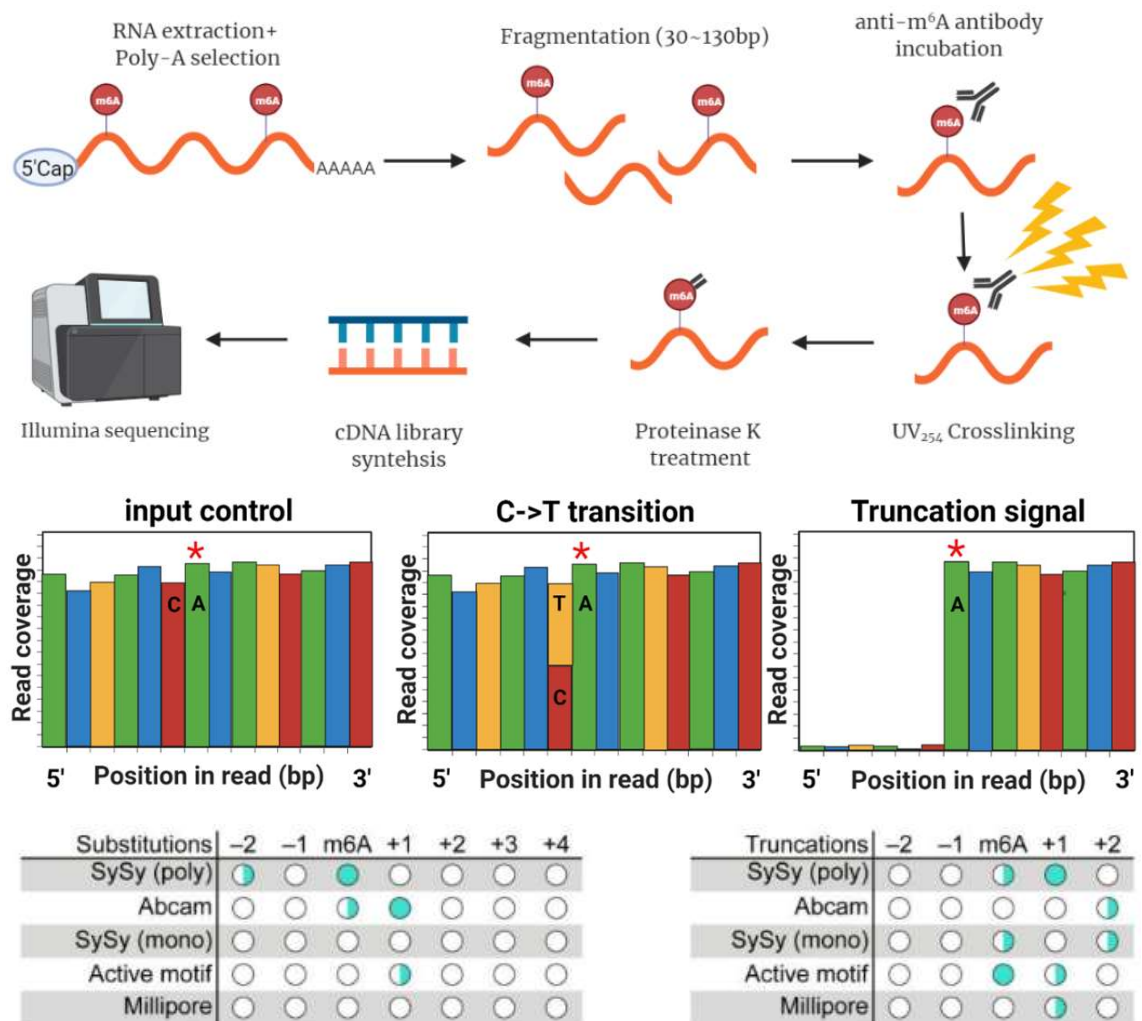 RNA extraction+
Poly-A selection
Fragmentation (30~130bp)
anti-m⁶A antibody
incubation
m6A
m6A
5'Cap
AAAAA
m6A
m6A
m6A
m6A
m6A
Illumina sequencing
cDNA library
syntehsis
Proteinase K
treatment
UV₂₅₄ Crosslinking
input control
*
C A
Read coverage
5' Position in read (bp) 3'
C->T transition
*
T A
C
Read coverage
5' Position in read (bp) 3'
Truncation signal
*
A
Read coverage
5' Position in read (bp) 3'
Substitutions −2 −1 m6A +1 +2 +3 +4
SySy (poly)
Abcam
SySy (mono)
Active motif
Millipore
Truncations −2 −1 m6A +1 +2
SySy (poly)
Abcam
SySy (mono)
Active motif
Millipore